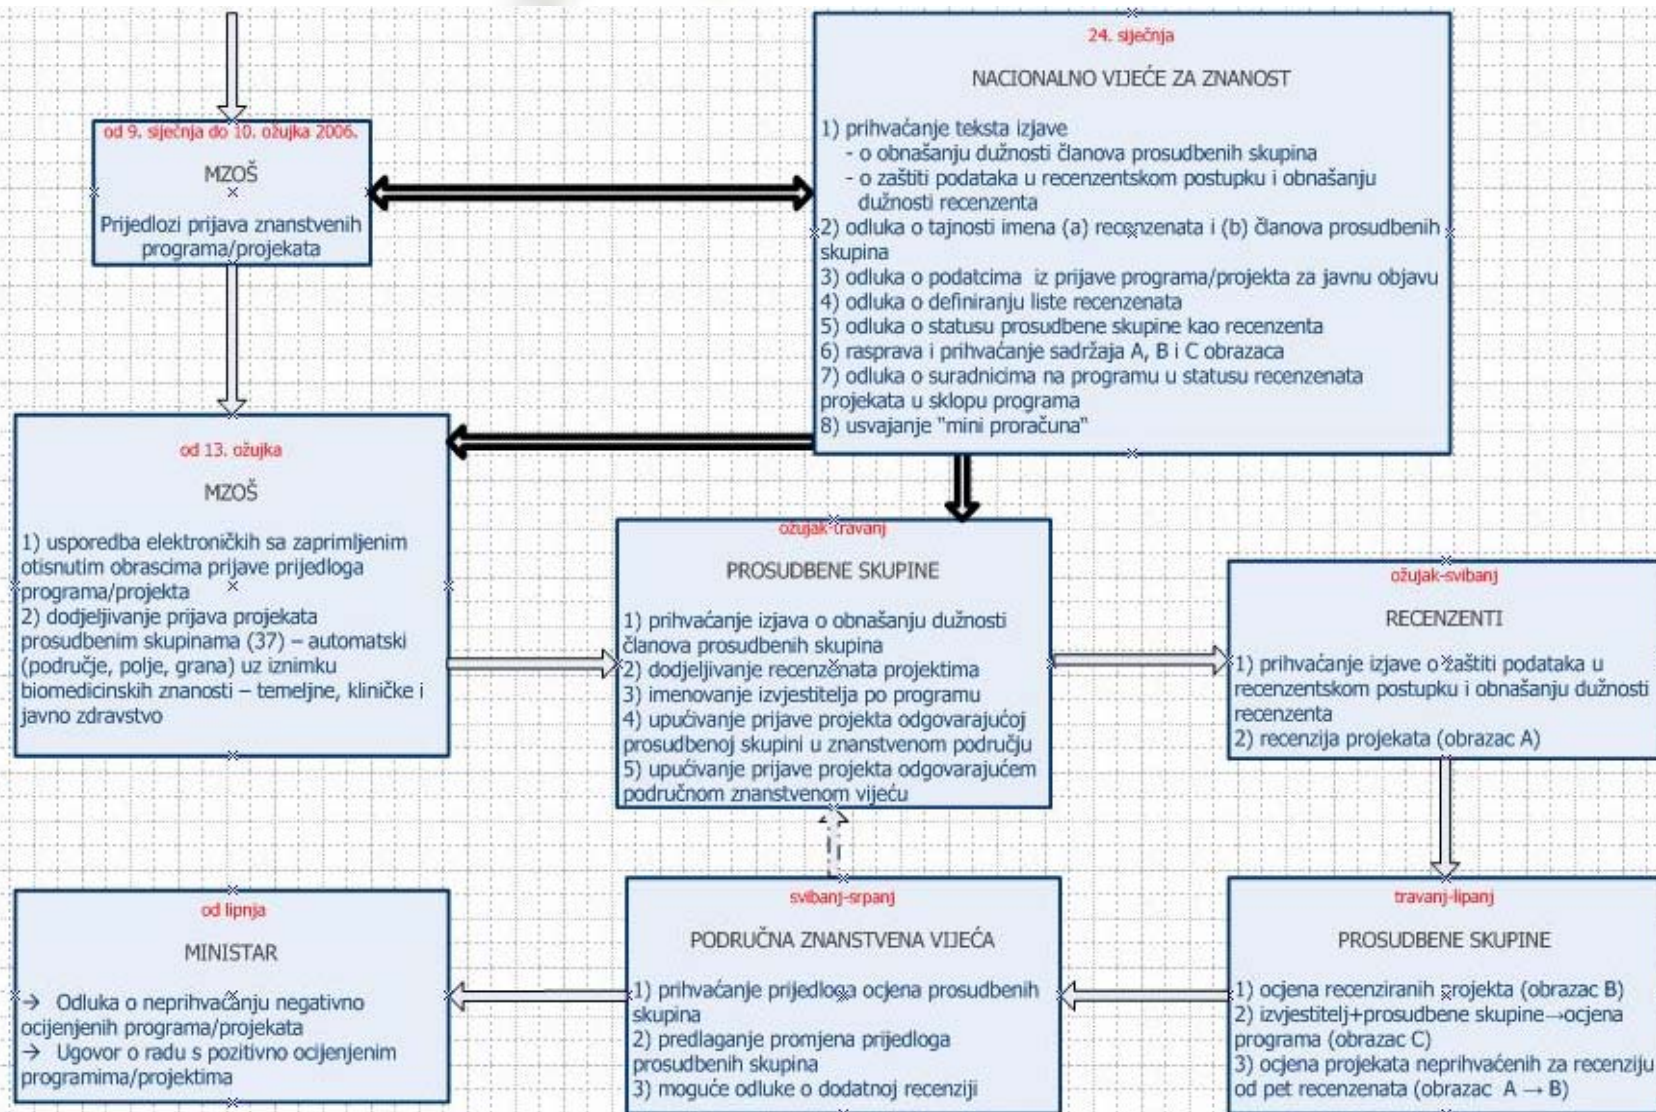 od 9. siječnja do 10. ožujka 2006.
MZOŠ
Prijedlozi prijava znanstvenih
programa/projekata
24. siječnja
NACIONALNO VIJEĆE ZA ZNANOST
1) prihvaćanje teksta izjave
- o obnašanju dužnosti članova prosudbenih skupina
- o zaštiti podataka u recenzentskom postupku i obnašanju
dužnosti recenzenta
2) odluka o tajnosti imena (a) recenzenata i (b) članova prosudbenih
skupina
3) odluka o podatcima iz prijave programa/projekta za javnu objavu
4) odluka o definiranju liste recenzenata
5) odluka o statusu prosudbene skupine kao recenzenta
6) rasprava i prihvaćanje sadržaja A, B i C obrazaca
7) odluka o suradnicima na programu u statusu recenzenata
projekata u sklopu programa
8) usvajanje "mini proračuna"
od 13. ožujka
MZOŠ
1) usporedba elektroničkih sa zaprimljenim
otisnutim obrascima prijave prijedloga
programa/projekta
2) dodjeljivanje prijava projekata
prosudbenim skupinama (37) – automatski
(područje, polje, grana) uz iznimku
biomedicinskih znanosti – temeljne, kliničke i
javno zdravstvo
ožujak-travanj
PROSUDBENE SKUPINE
1) prihvaćanje izjava o obnašanju dužnosti
članova prosudbenih skupina
2) dodjeljivanje recenzenata projektima
3) imenovanje izvjestitelja po programu
4) upućivanje prijave projekta odgovarajućoj
prosudbenoj skupini u znanstvenom području
5) upućivanje prijave projekta odgovarajućem
područnom znanstvenom vijeću
ožujak-svibanj
RECENZENTI
1) prihvaćanje izjave o zaštiti podataka u
recenzentskom postupku i obnašanju dužnosti
recenzenta
2) recenzija projekata (obrazac A)
travanj-lipanj
PROSUDBENE SKUPINE
1) ocjena recenziranih projekta (obrazac B)
2) izvjestitelj+prosudbene skupine→ocjena
programa (obrazac C)
3) ocjena projekata neprihvaćenih za recenziju
od pet recenzenata (obrazac A → B)
svibanj-srpanj
PODRUČNA ZNANSTVENA VIJEĆA
1) prihvaćanje prijedloga ocjena prosudbenih
skupina
2) predlaganje promjena prijedloga
prosudbenih skupina
3) moguće odluke o dodatnoj recenziji
od lipnja
MINISTAR
→ Odluka o neprihvaćanju negativno
ocijenjenih programa/projekata
→ Ugovor o radu s pozitivno ocijenjenim
programima/projektima